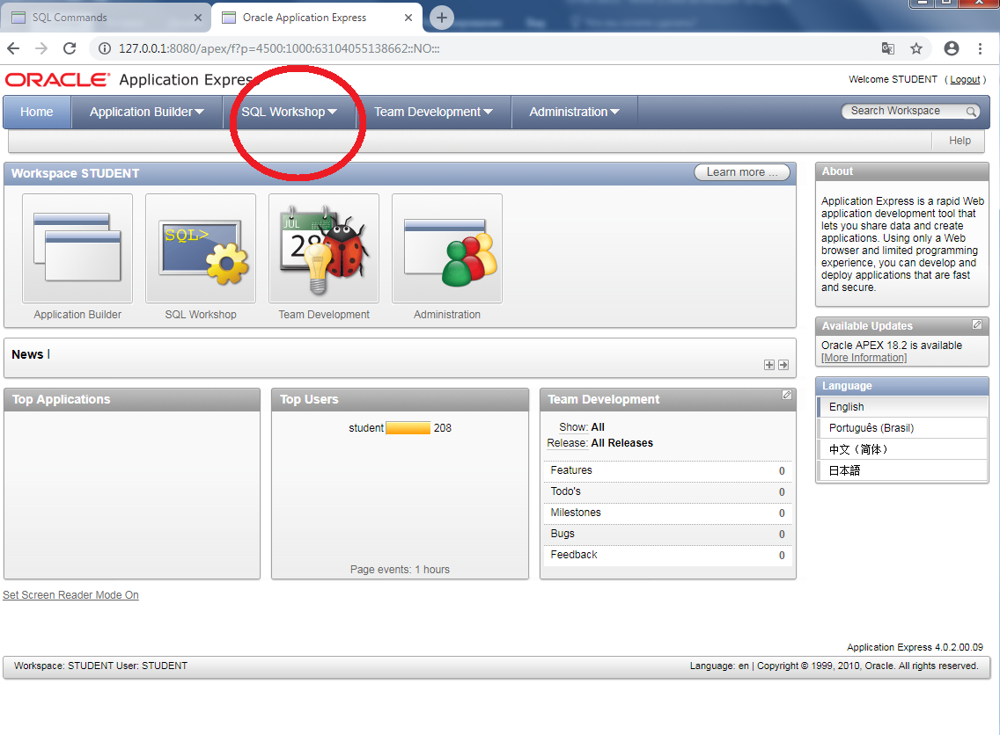 SQL Commands
Oracle Application Express
127.0.0.1:8080/apex/f?p=4500:1000:63104055138662::NO:::
ORACLE Application Express
Welcome STUDENT ( Logout )
Home Application Builder SQL Workshop Team Development Administration
Search Workspace
Help
Workspace STUDENT
Learn more ...
JUL
28
SQL>
Application Builder
SQL Workshop
Team Development
Administration
News
Top Applications
Top Users
student 208
Page events: 1 hours
Team Development
Show: All
Release: All Releases
Features 0
Todo's 0
Milestones 0
Bugs 0
Feedback 0
About
Application Express is a rapid Web
application development tool that
lets you share data and create
applications. Using only a Web
browser and limited programming
experience, you can develop and
deploy applications that are fast
and secure.
Available Updates
Oracle APEX 18.2 is available
[More Information]
Language
English
Português (Brasil)
中文（简体）
日本語
Set Screen Reader Mode On
Application Express 4.0.2.00.09
Workspace: STUDENT User: STUDENT
Language: en | Copyright © 1999, 2010, Oracle. All rights reserved.